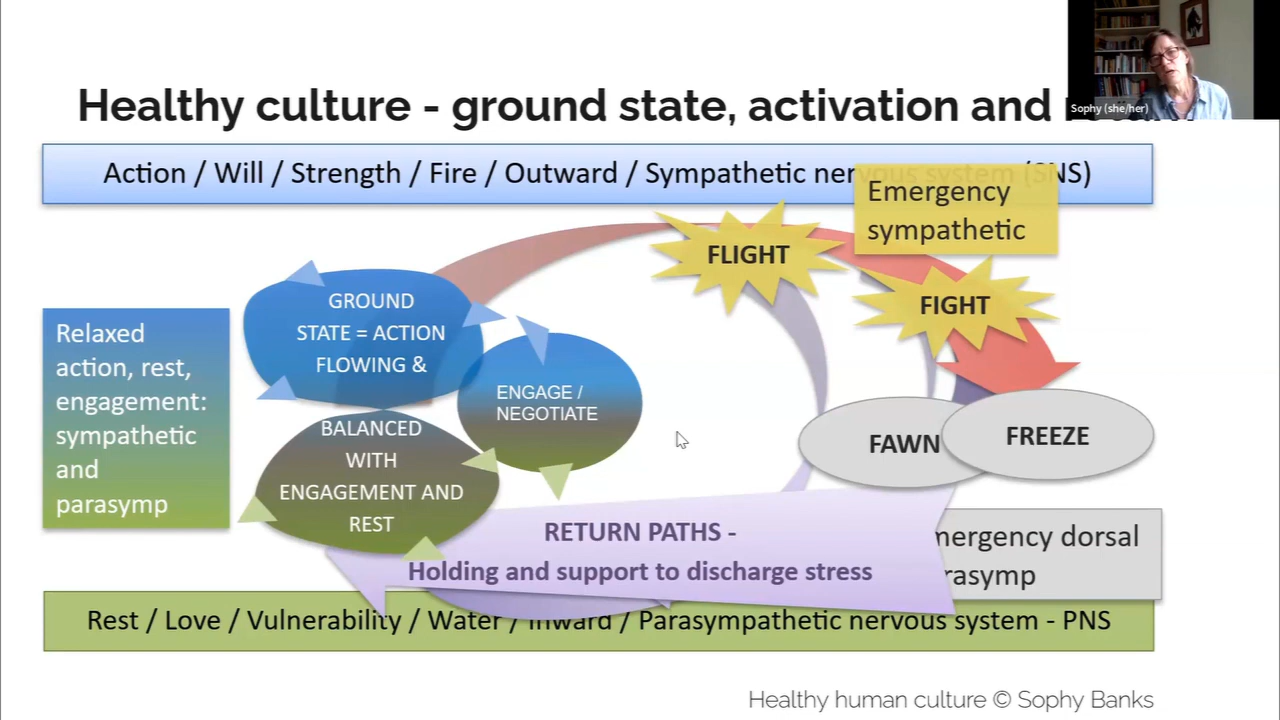 Healthy culture - ground state, activation and
Sophy (she/her)
Action / Will / Strength / Fire / Outward / Sympathetic nervous system (SNS)
Emergency
sympathetic
FLIGHT
FIGHT
GROUND
STATE = ACTION
FLOWING &
Relaxed
action, rest,
engagement:
sympathetic
and
parasymp
ENGAGE /
NEGOTIATE
BALANCED
WITH
ENGAGEMENT AND
REST
FAWN
FREEZE
RETURN PATHS -
Holding and support to discharge stress
mergency dorsal
rasymp
Rest / Love / Vulnerability / Water / Inward / Parasympathetic nervous system - PNS
Healthy human culture © Sophy Banks